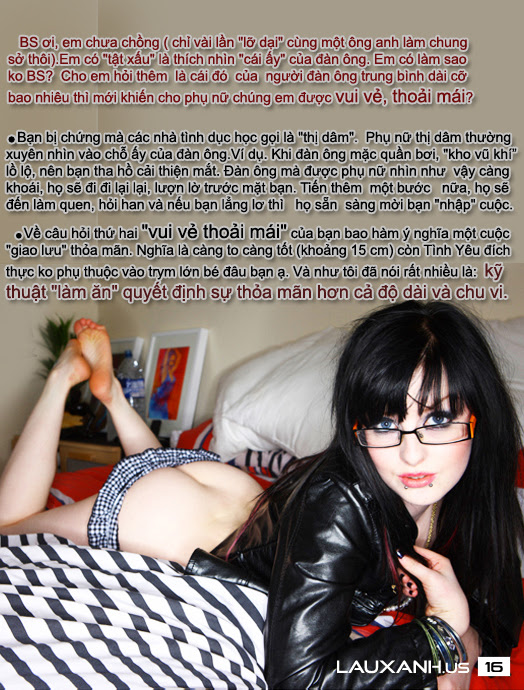 BS ơi, em chưa chồng ( chỉ vài lần "lỡ dại" cùng một ông anh làm chung
sở thôi).Em có "tật xấu" là thích nhìn "cái ấy" của đàn ông. Em có làm sao
ko BS? Cho em hỏi thêm là cái đó của người đàn ông trung bình dài cỡ
bao nhiêu thì mới khiến cho phụ nữ chúng em được vui vẻ, thoải mái?
●Bạn bị chứng mà các nhà tình dục học gọi là "thị dâm". Phụ nữ thị dâm thường
xuyên nhìn vào chỗ ấy của đàn ông.Ví dụ. Khi đàn ông mặc quần bơi, "kho vũ khí"
lồ lộ, nên bạn tha hồ cải thiện mắt. Đàn ông mà được phụ nữ nhìn như vậy càng
khoái, họ sẽ đi đi lại lại, lượn lờ trước mặt bạn. Tiến thêm một bước nữa, họ sẽ
đến làm quen, hỏi han và nếu bạn lẳng lơ thì họ sẵn sàng mời bạn "nhập" cuộc.
●Về câu hỏi thứ hai "vui vẻ thoải mái" của bạn bao hàm ý nghĩa một cuộc
"giao lưu" thỏa mãn. Nghĩa là càng to càng tốt (khoảng 15 cm) còn Tình Yêu đích
thực ko phụ thuộc vào trym lớn bé đâu bạn ạ. Và như tôi đã nói rất nhiều là: kỹ
thuật "làm ăn" quyết định sự thỏa mãn hơn cả độ dài và chu vi.
LAUXANH.US 16